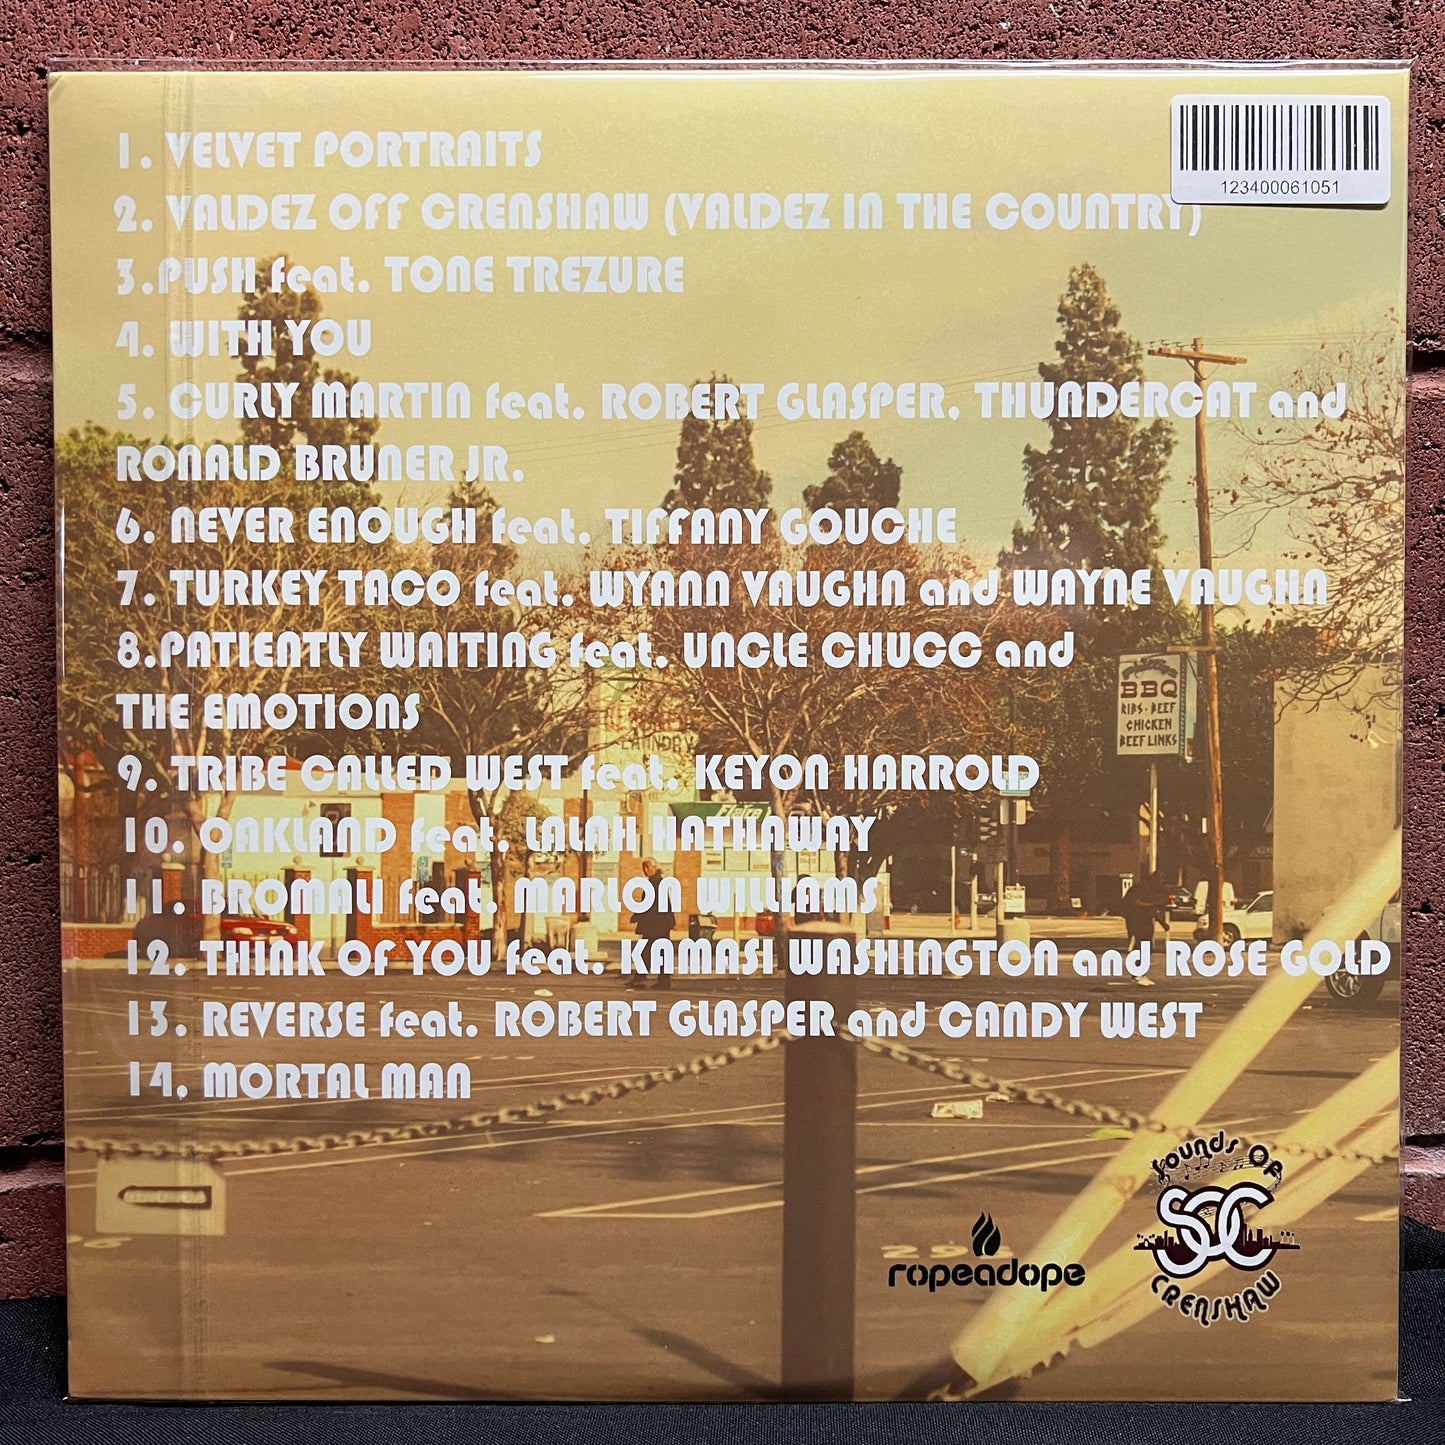 123400061051
1. VELVET PORTRAITS
2. VALDEZ OFF CRENSHAW (VALDEZ IN THE COUNTRY)
3.PUSH feat. TONE TREZURE
4. WITH YOU
5. CURLY MARTIN feat. ROBERT GLASPER, THUNDERCAT and
RONALD BRUNER JR.
6. NEVER ENOUGH feat. TIFFANY GOUCHE
7. TURKEY TACO feat. WYANN VAUGHN and WAYNE VAUGHN
8.PATIENTLY WAITING feat. UNCLE CHUCC and
THE EMOTIONS
9. TRIBE CALLED WEST feat. KEYON HARROLD
10. OAKLAND feat. LALAH HATHAWAY
11. BROMALI feat. MARLON WILLIAMS
12. THINK OF YOU feat. KAMASI WASHINGTON and ROSE GOLD
13. REVERSE feat. ROBERT GLASPER and CANDY WEST
14. MORTAL MAN
BBQ
RIBS · BEEF
CHICKEN
BEEF LINKS
LAUNDRY
ropeadope
Sounds Of
SOC
CRENSHAW